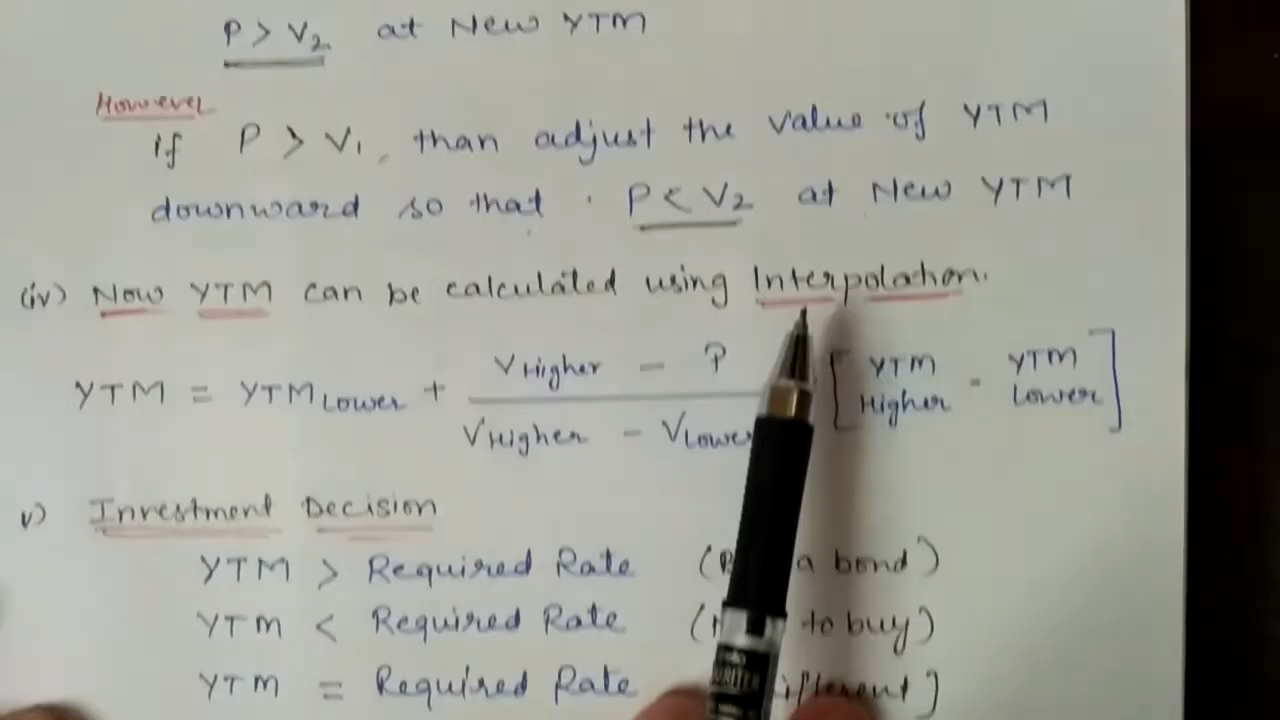 P > V2 at New YTM
However
if P > V1, than adjust the value of YTM
downward so that . P < V2 at New YTM
(iv) Now YTM can be calculated using Interpolation.
YTM = YTM Lower + (V Higher - P) / (V Higher - V Lower [YTM Higher - YTM Lower]
v) Investment Decision
YTM > Required Rate ( a bond)
YTM < Required Rate ( to buy)
YTM = Required Rate